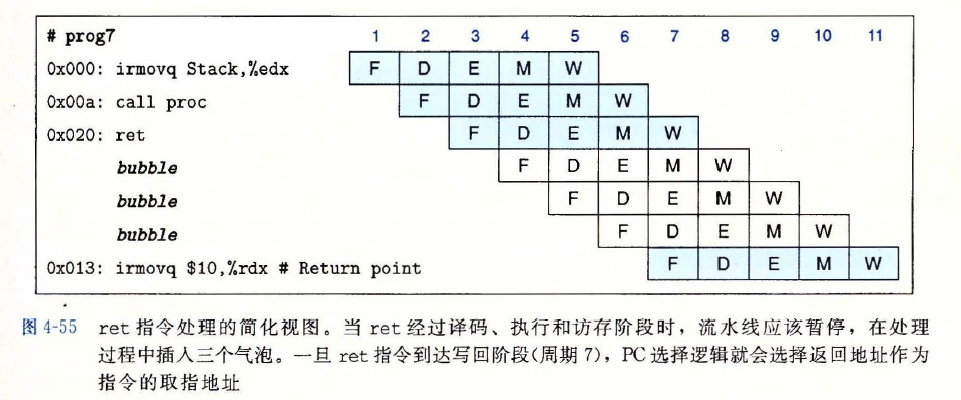 # prog7 1 2 3 4 5 6 7 8 9 10 11
0x000: irmovq Stack,%edx F D E M W
0x00a: call proc F D E M W
0x020: ret F D E M W
bubble F D E M W
bubble F D E M W
bubble F D E M W
0x013: irmovq $10,%rdx # Return point F D E M W
图 4-55 ret 指令处理的简化视图。当 ret 经过译码、执行和访存阶段时，流水线应该暂停，在处理
过程中插入三个气泡。一旦 ret 指令到达写回阶段(周期 7)，PC 选择逻辑就会选择返回地址作为
指令的取指地址